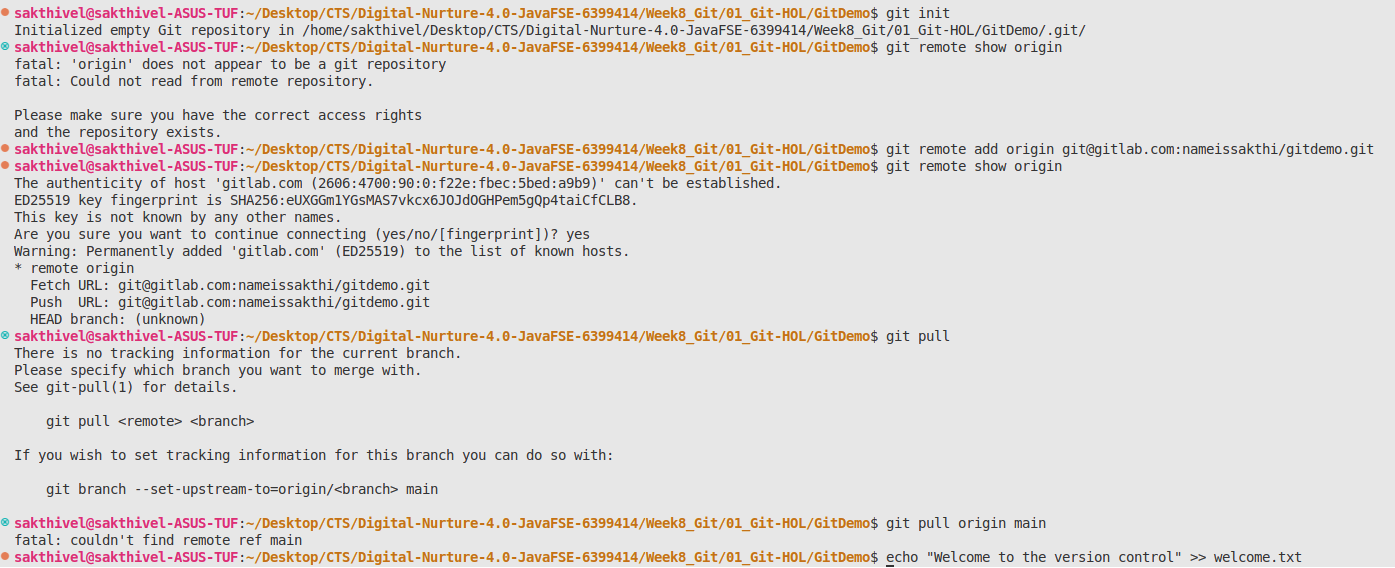 sakthivel@sakthivel-ASUS-TUF:~/Desktop/CTS/Digital-Nurture-4.0-JavaFSE-6399414/Week8_Git/01_Git-HOL/GitDemo$ git init
Initialized empty Git repository in /home/sakthivel/Desktop/CTS/Digital-Nurture-4.0-JavaFSE-6399414/Week8_Git/01_Git-HOL/GitDemo/.git/
sakthivel@sakthivel-ASUS-TUF:~/Desktop/CTS/Digital-Nurture-4.0-JavaFSE-6399414/Week8_Git/01_Git-HOL/GitDemo$ git remote show origin
fatal: 'origin' does not appear to be a git repository
fatal: Could not read from remote repository.

Please make sure you have the correct access rights
and the repository exists.
sakthivel@sakthivel-ASUS-TUF:~/Desktop/CTS/Digital-Nurture-4.0-JavaFSE-6399414/Week8_Git/01_Git-HOL/GitDemo$ git remote add origin git@gitlab.com:nameissakthi/gitdemo.git
sakthivel@sakthivel-ASUS-TUF:~/Desktop/CTS/Digital-Nurture-4.0-JavaFSE-6399414/Week8_Git/01_Git-HOL/GitDemo$ git remote show origin
The authenticity of host 'gitlab.com (2606:4700:90:0:f22e:fbec:5bed:a9b9)' can't be established.
ED25519 key fingerprint is SHA256:eUXGGm1YGsMAS7vkcx6JOJdOGHPem5gQp4taiCfCLB8.
This key is not known by any other names.
Are you sure you want to continue connecting (yes/no/[fingerprint])? yes
Warning: Permanently added 'gitlab.com' (ED25519) to the list of known hosts.
* remote origin
  Fetch URL: git@gitlab.com:nameissakthi/gitdemo.git
  Push  URL: git@gitlab.com:nameissakthi/gitdemo.git
  HEAD branch: (unknown)
sakthivel@sakthivel-ASUS-TUF:~/Desktop/CTS/Digital-Nurture-4.0-JavaFSE-6399414/Week8_Git/01_Git-HOL/GitDemo$ git pull
There is no tracking information for the current branch.
Please specify which branch you want to merge with.
See git-pull(1) for details.

    git pull <remote> <branch>

If you wish to set tracking information for this branch you can do so with:

    git branch --set-upstream-to=origin/<branch> main

sakthivel@sakthivel-ASUS-TUF:~/Desktop/CTS/Digital-Nurture-4.0-JavaFSE-6399414/Week8_Git/01_Git-HOL/GitDemo$ git pull origin main
fatal: couldn't find remote ref main
sakthivel@sakthivel-ASUS-TUF:~/Desktop/CTS/Digital-Nurture-4.0-JavaFSE-6399414/Week8_Git/01_Git-HOL/GitDemo$ echo "Welcome to the version control" >> welcome.txt